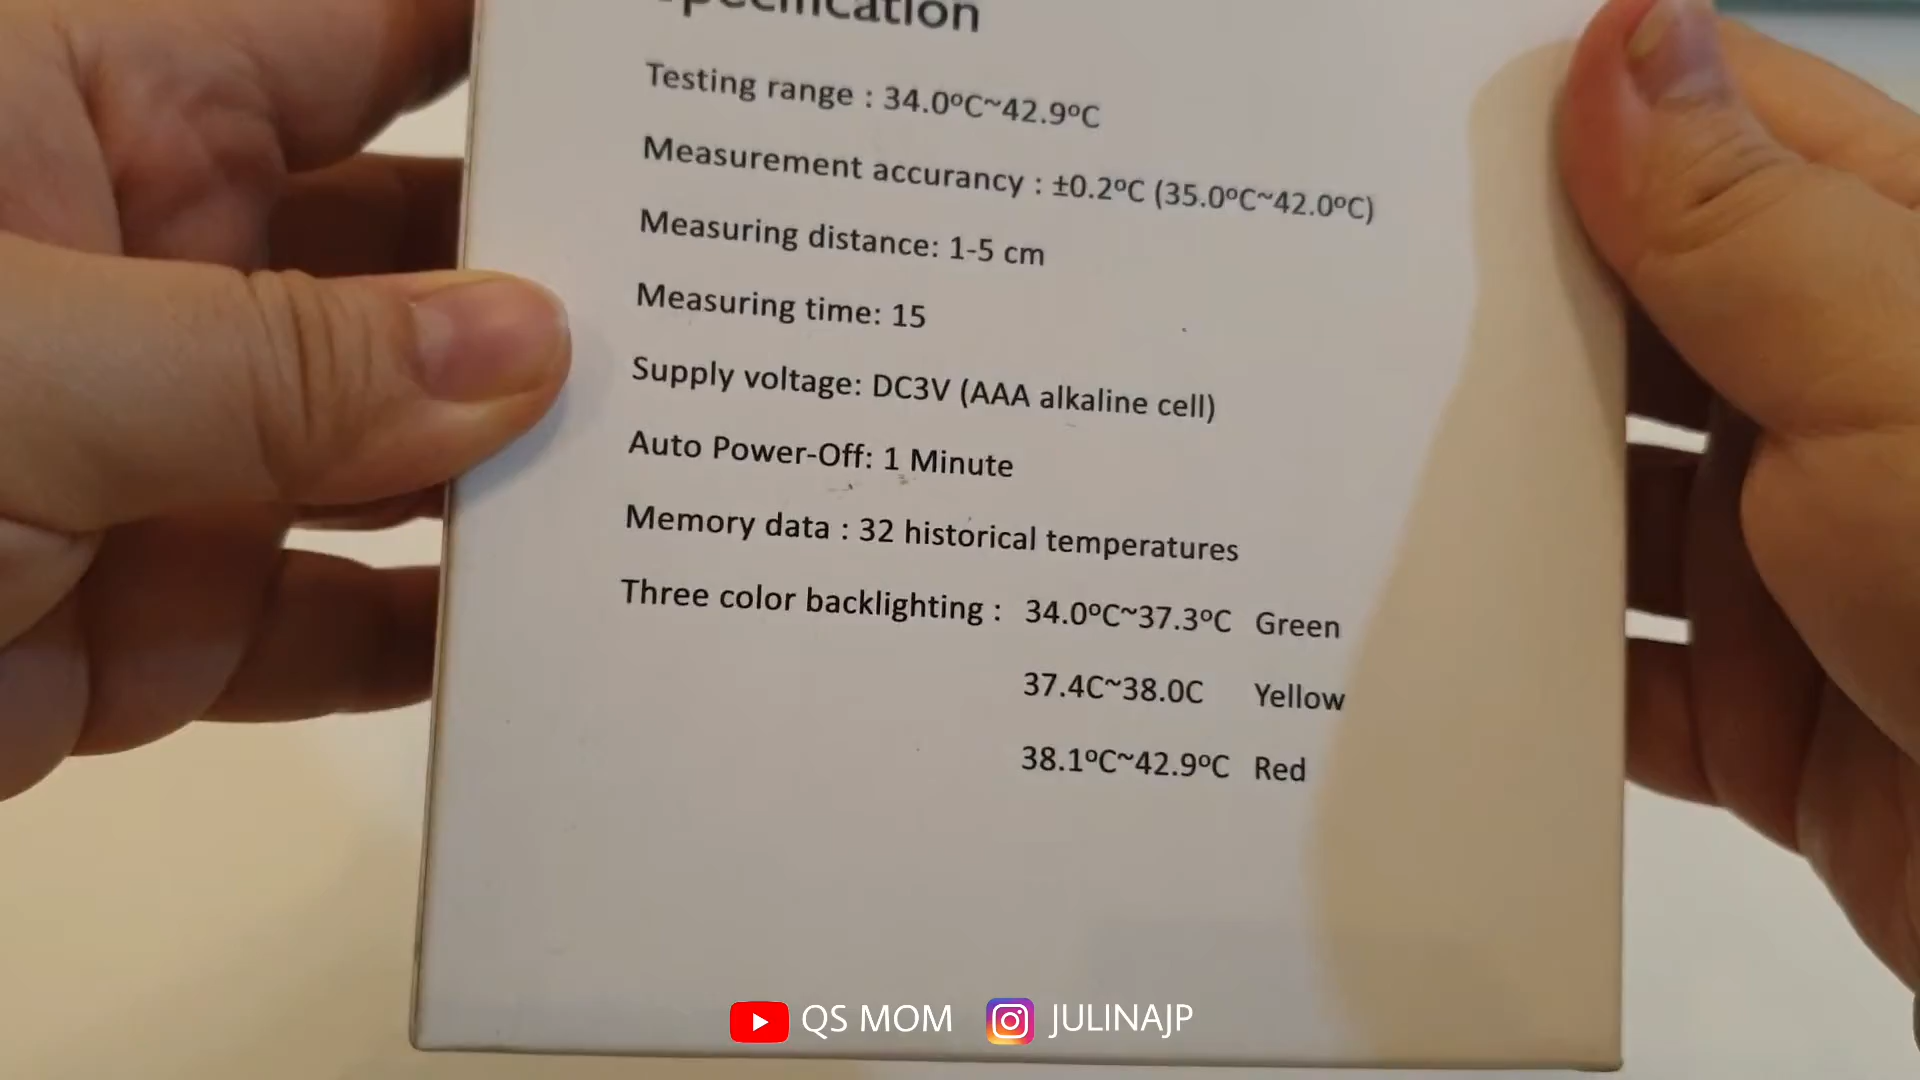 Specification
Testing range : 34.0ºC~42.9ºC
Measurement accurancy : ±0.2ºC (35.0ºC~42.0ºC)
Measuring distance: 1-5 cm
Measuring time: 15
Supply voltage: DC3V (AAA alkaline cell)
Auto Power-Off: 1 Minute
Memory data : 32 historical temperatures
Three color backlighting : 34.0ºC~37.3ºC Green
37.4C~38.0C Yellow
38.1ºC~42.9ºC Red
QS MOM JULINAJP